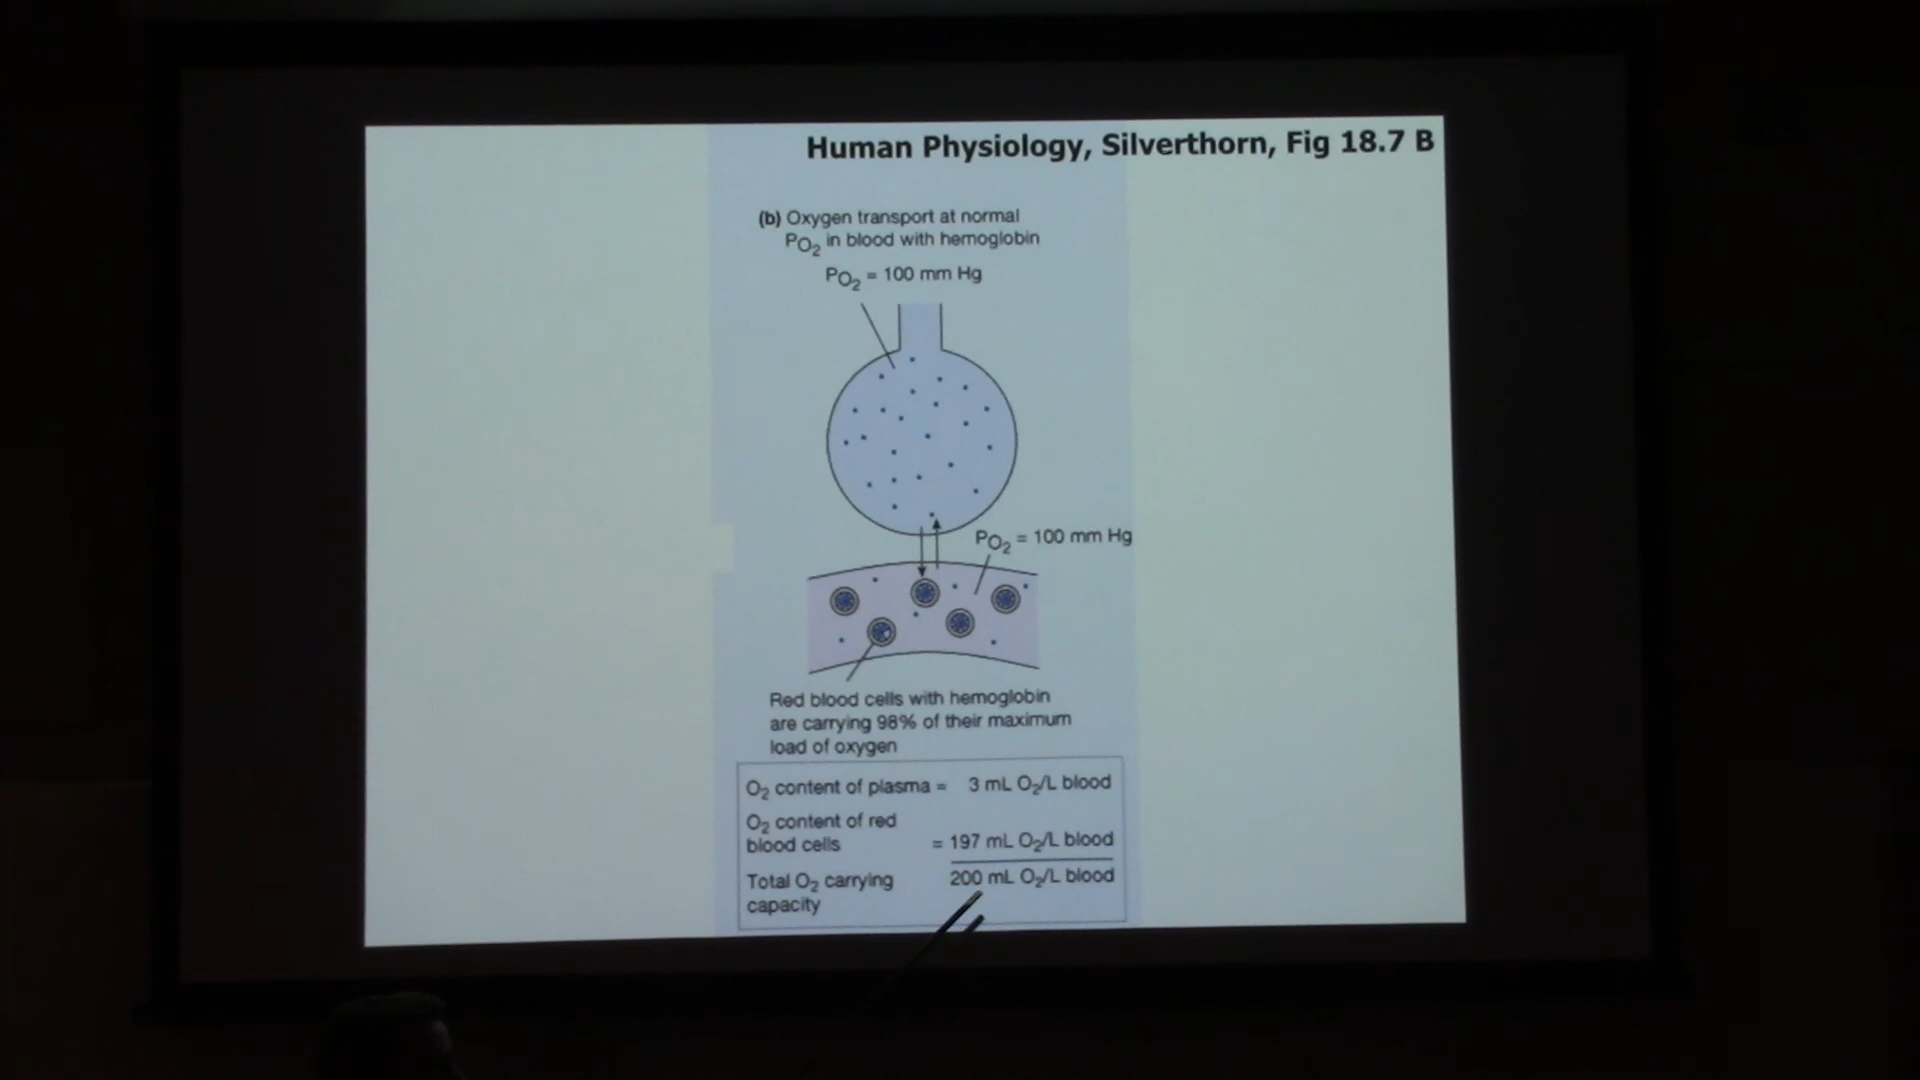 Human Physiology, Silverthorn, Fig 18.7 B
(b) Oxygen transport at normal
PO2 in blood with hemoglobin
PO2 = 100 mm Hg
PO2 = 100 mm Hg
Red blood cells with hemoglobin
are carrying 98% of their maximum
load of oxygen
O2 content of plasma = 3 mL O2/L blood
O2 content of red
blood cells = 197 mL O2/L blood
Total O2 carrying 200 mL O2/L blood
capacity